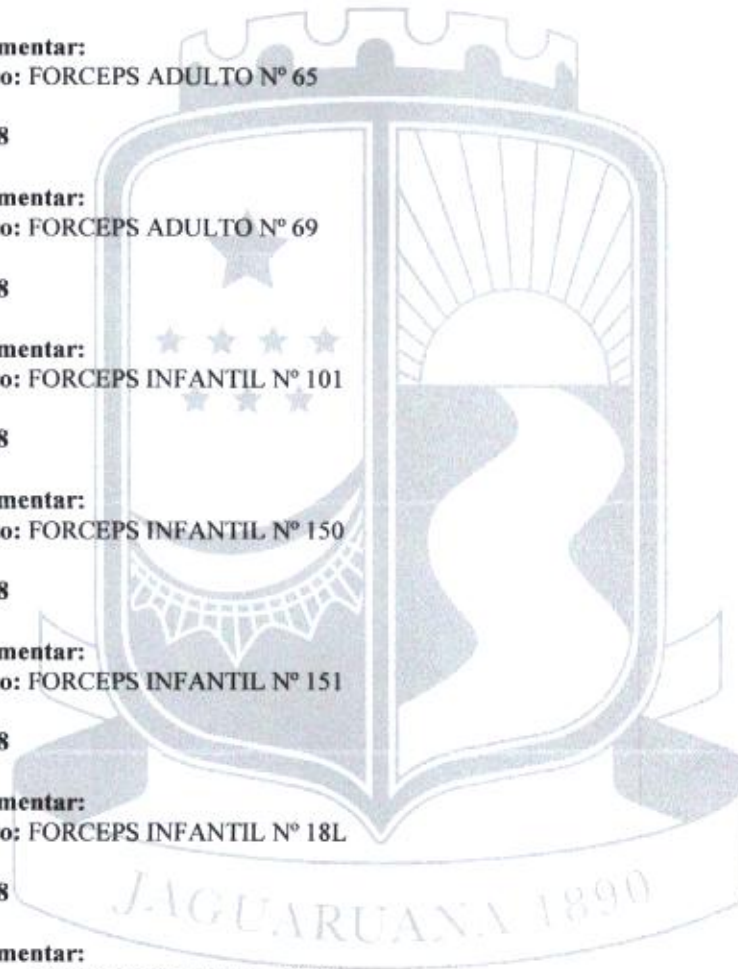 mentar:
o: FORCEPS ADULTO Nº 65
8
mentar:
o: FORCEPS ADULTO Nº 69
8
mentar:
o: FORCEPS INFANTIL Nº 101
8
mentar:
o: FORCEPS INFANTIL Nº 150
8
mentar:
o: FORCEPS INFANTIL Nº 151
8
mentar:
o: FORCEPS INFANTIL Nº 18L
8
JAGUARUANA 1890
mentar: